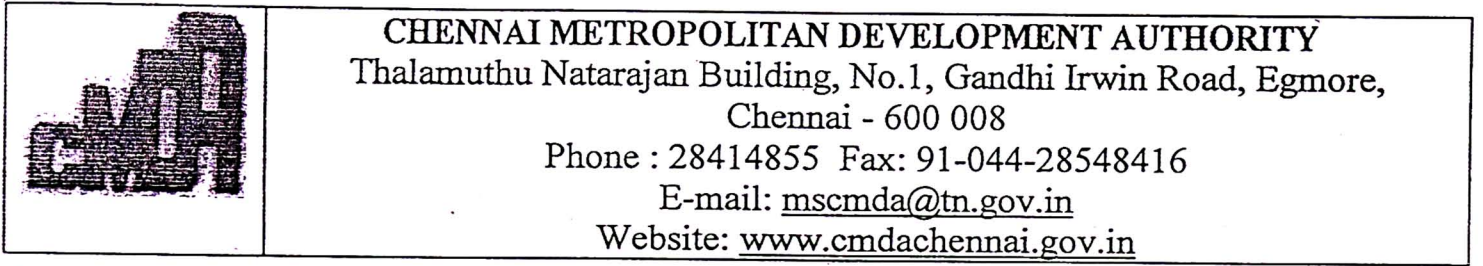 CMDA
CHENNAI METROPOLITAN DEVELOPMENT AUTHORITY
Thalamuthu Natarajan Building, No.1, Gandhi Irwin Road, Egmore,
Chennai - 600 008
Phone : 28414855 Fax: 91-044-28548416
E-mail: mscmda@tn.gov.in
Website: www.cmdachennai.gov.in